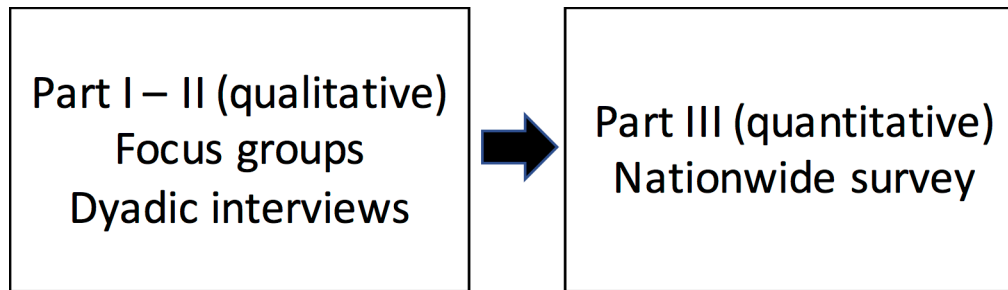 Part I – II (qualitative)
Focus groups
Dyadic interviews
Part III (quantitative)
Nationwide survey